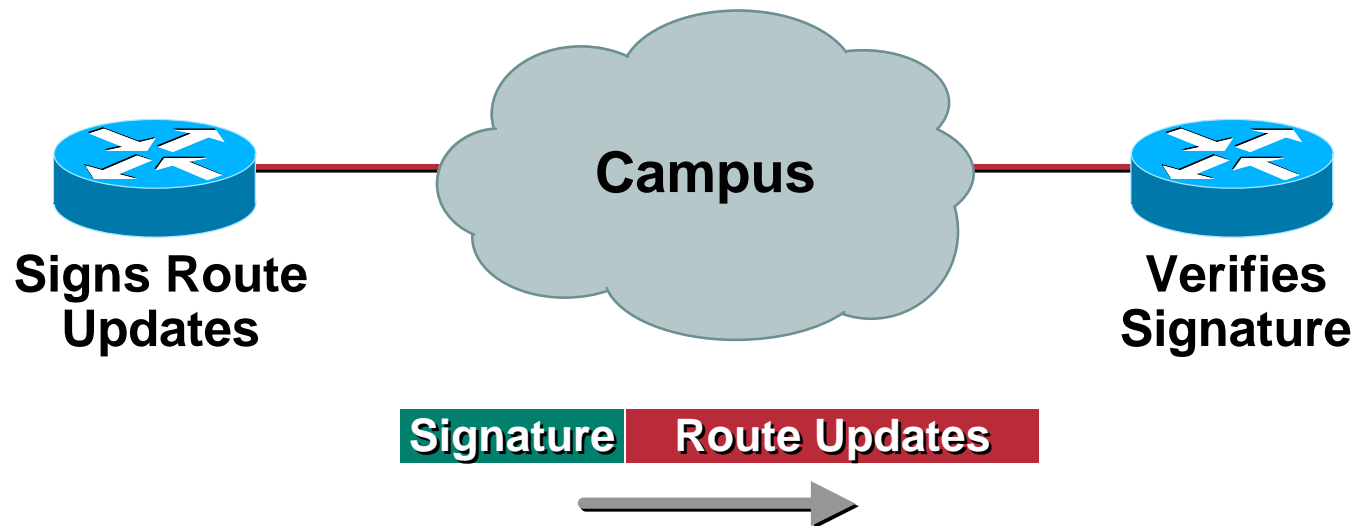 Campus
Signs Route
Updates
Verifies
Signature
Signature Route Updates